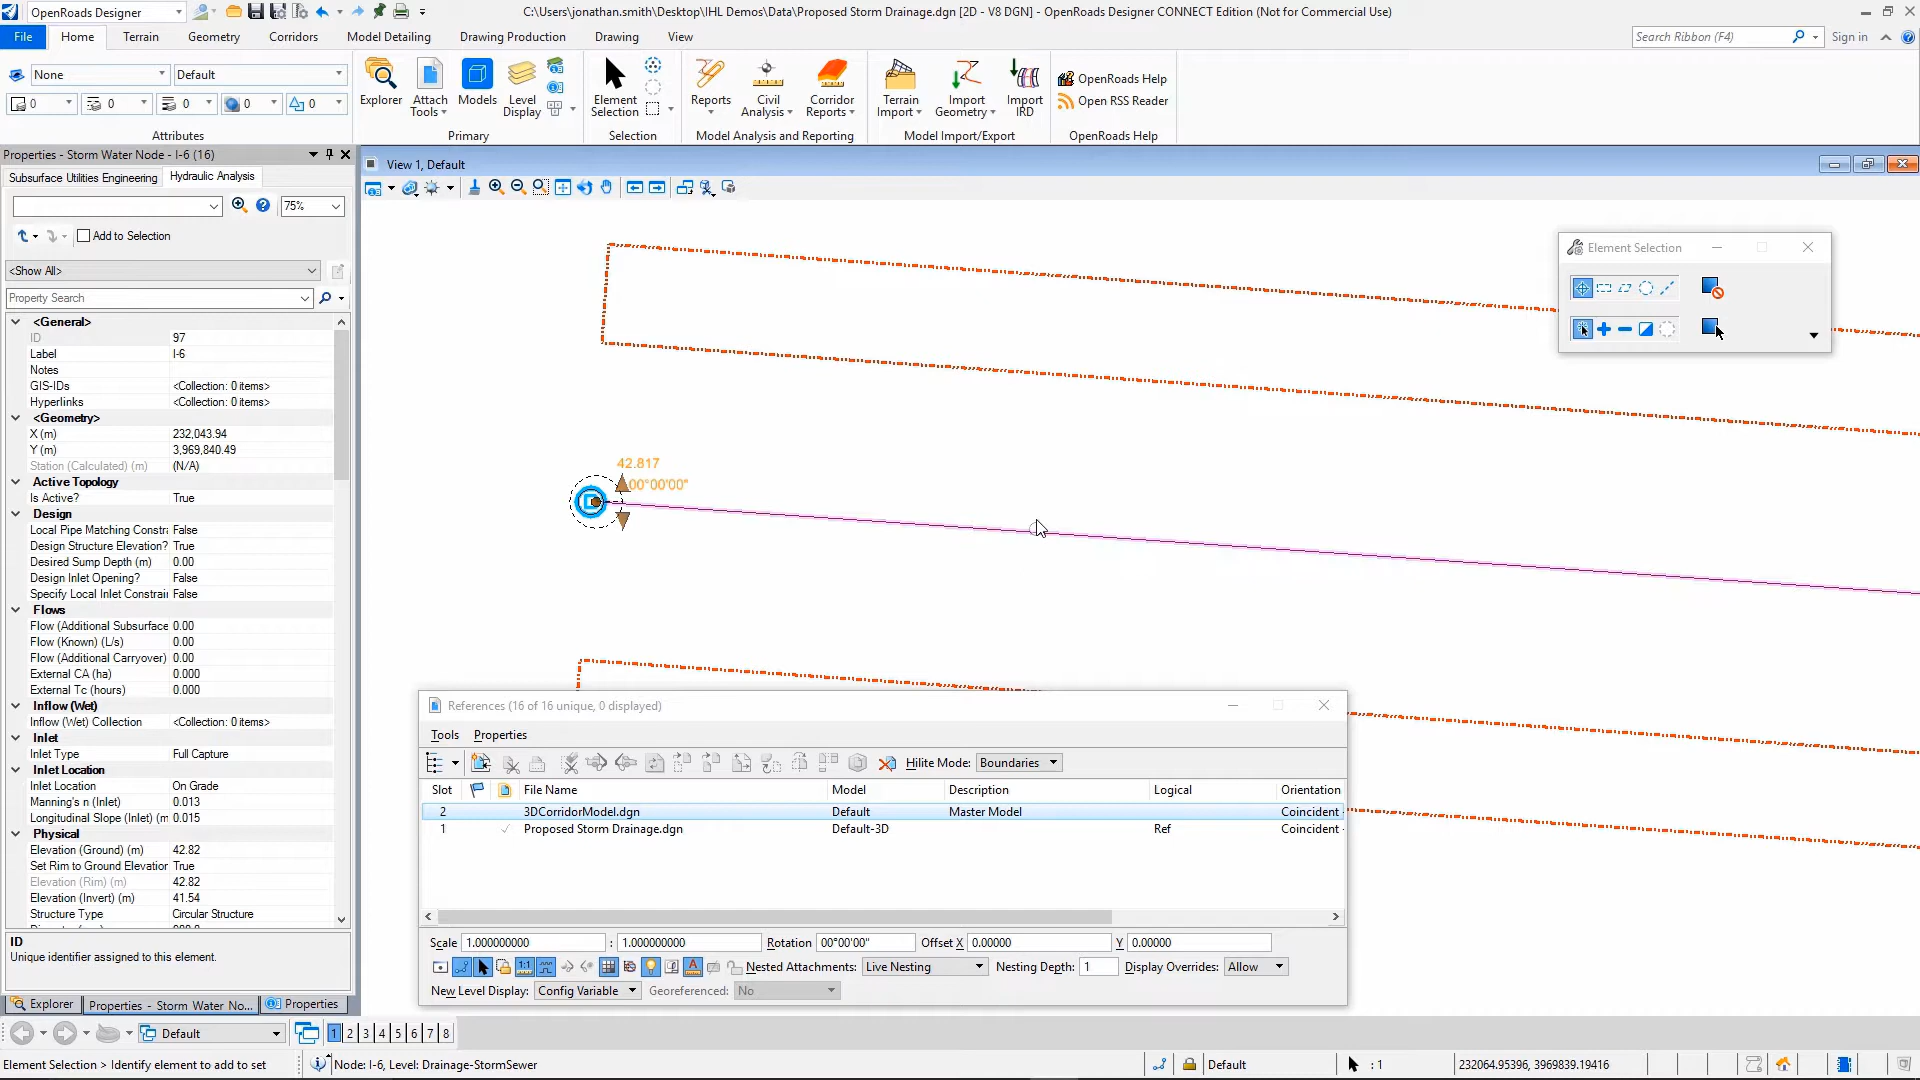 OpenRoads Designer
C:\Users\jonathan.smith\Desktop\IHL Demos\Data\Proposed Storm Drainage.dgn [2D - V8 DGN] - OpenRoads Designer CONNECT Edition (Not for Commercial Use)
File Home Terrain Geometry Corridors Model Detailing Drawing Production Drawing View
Search Ribbon (F4) Sign in
None Default
0 0 0 0 0
Attributes
Explorer Attach Tools Models Level Display
Primary
Element Selection
Selection
Reports Civil Analysis Corridor Reports
Model Analysis and Reporting
Terrain Import Import Geometry Import IRD
Model Import/Export
OpenRoads Help
Open RSS Reader
OpenRoads Help
Properties - Storm Water Node - I-6 (16)
Subsurface Utilities Engineering Hydraulic Analysis
75%
Add to Selection
<Show All>
Property Search
<General>
ID 97
Label I-6
Notes
GIS-IDs <Collection: 0 items>
Hyperlinks <Collection: 0 items>
<Geometry>
X (m) 232,043.94
Y (m) 3,969,840.49
Station (Calculated) (m) (N/A)
Active Topology
Is Active? True
Design
Local Pipe Matching Constra False
Design Structure Elevation? True
Desired Sump Depth (m) 0.00
Design Inlet Opening? False
Specify Local Inlet Constrain False
Flows
Flow (Additional Subsurface 0.00
Flow (Known) (L/s) 0.00
Flow (Additional Carryover) 0.00
External CA (ha) 0.000
External Tc (hours) 0.000
Inflow (Wet)
Inflow (Wet) Collection <Collection: 0 items>
Inlet
Inlet Type Full Capture
Inlet Location
Inlet Location On Grade
Manning's n (Inlet) 0.013
Longitudinal Slope (Inlet) (m 0.015
Physical
Elevation (Ground) (m) 42.82
Set Rim to Ground Elevation True
Elevation (Rim) (m) 42.82
Elevation (Invert) (m) 41.54
Structure Type Circular Structure
ID
Unique identifier assigned to this element.
Explorer Properties - Storm Water No... Properties
View 1, Default
42.817
00°00'00"
Element Selection
References (16 of 16 unique, 0 displayed)
Tools Properties
Hilite Mode: Boundaries
Slot File Name Model Description Logical Orientation
2 3DCorridorModel.dgn Default Master Model Coincident
1 Proposed Storm Drainage.dgn Default-3D Ref Coincident
Scale 1.000000000 : 1.000000000 Rotation 00°00'00" Offset X 0.00000 Y 0.00000
1:1 Nested Attachments: Live Nesting Nesting Depth: 1 Display Overrides: Allow
New Level Display: Config Variable Georeferenced: No
Default 1 2 3 4 5 6 7 8
Element Selection > Identify element to add to set Node: I-6, Level: Drainage-StormSewer Default : 1 232064.95396, 3969839.19416